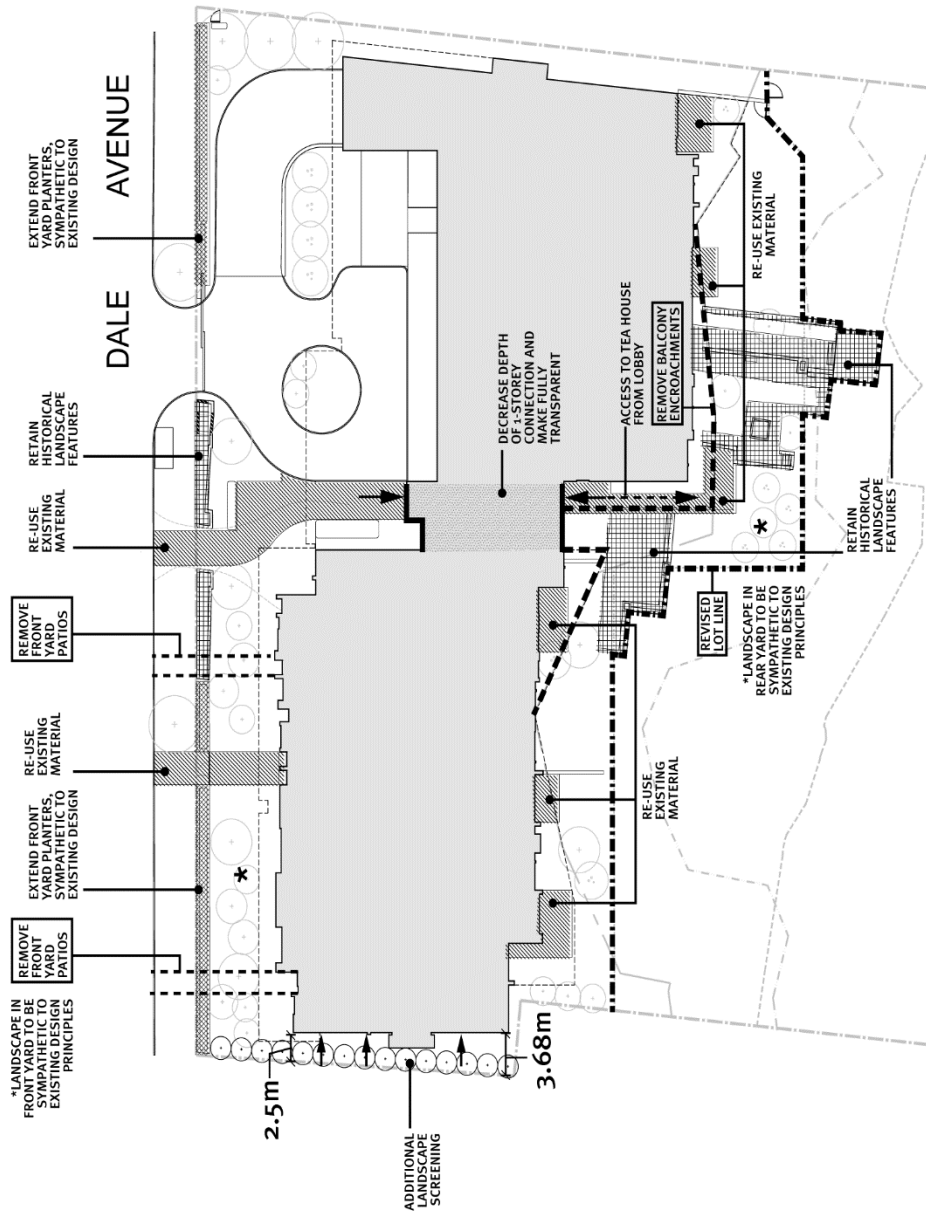 *LANDSCAPE IN
FRONT YARD TO BE
SYMPATHETIC TO
EXISTING DESIGN
PRINCIPLES
REMOVE
FRONT
YARD
PATIOS
EXTEND FRONT
YARD PLANTERS,
SYMPATHETIC TO
EXISTING DESIGN
RE-USE
EXISTING
MATERIAL
REMOVE
FRONT
YARD
PATIOS
RE-USE
EXISTING
MATERIAL
RETAIN
HISTORICAL
LANDSCAPE
FEATURES
EXTEND FRONT
YARD PLANTERS,
SYMPATHETIC TO
EXISTING DESIGN
DALE AVENUE
*
2.5m
ADDITIONAL
LANDSCAPE
SCREENING
3.68m
DECREASE DEPTH
OF 1-STOREY
CONNECTION AND
MAKE FULLY
TRANSPARENT
ACCESS TO TEA HOUSE
FROM LOBBY
REMOVE BALCONY
ENCROACHMENTS
RE-USE
EXISTING
MATERIAL
REVISED
LOT LINE
*LANDSCAPE IN
REAR YARD TO BE
SYMPATHETIC TO
EXISTING DESIGN
PRINCIPLES
*
RETAIN
HISTORICAL
LANDSCAPE
FEATURES
RE-USE EXISTING
MATERIAL